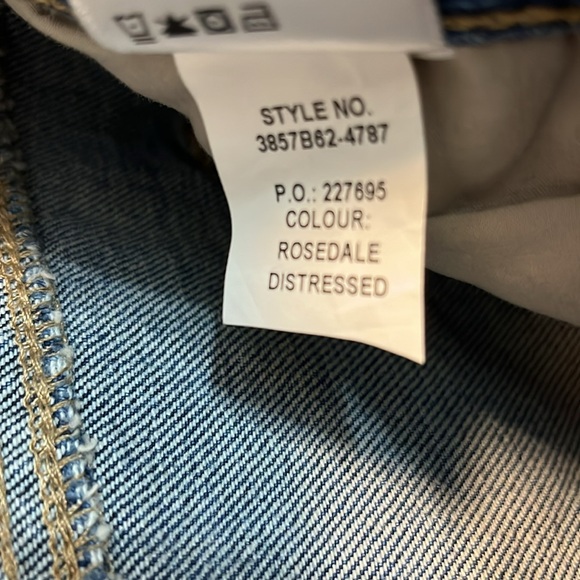 STYLE NO.
3857B62-4787
P.O.: 227695
COLOUR:
ROSEDALE
DISTRESSED